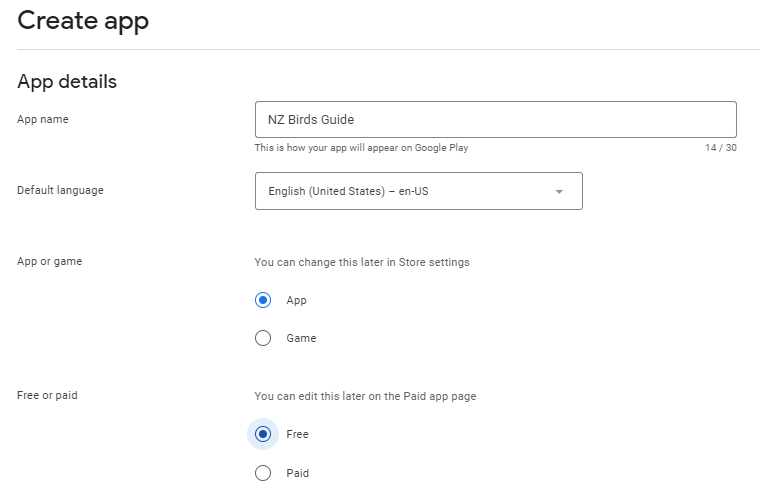 Create app
App details
App name
NZ Birds Guide
This is how your app will appear on Google Play
14 / 30
Default language
English (United States) – en-US
App or game
You can change this later in Store settings
App
Game
Free or paid
You can edit this later on the Paid app page
Free
Paid